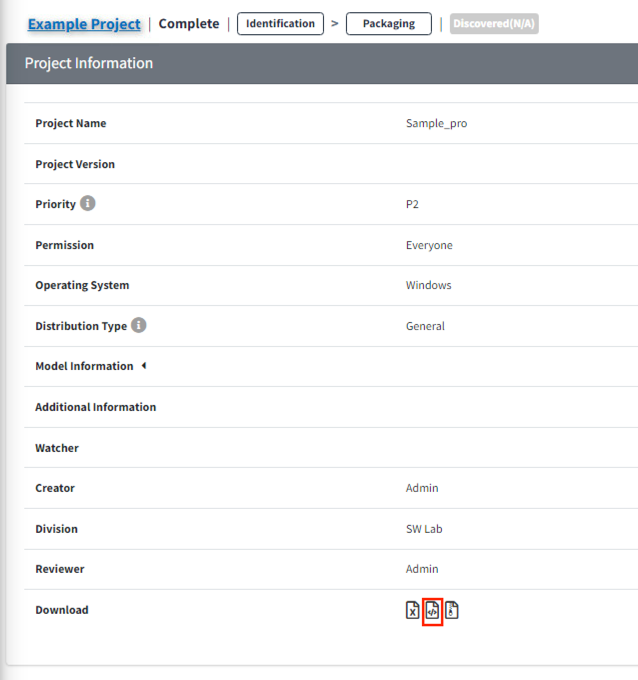 Example Project | Complete | Identification > Packaging | Discovered(N/A)
Project Information
Project Name Sample_pro
Project Version
Priority P2
Permission Everyone
Operating System Windows
Distribution Type General
Model Information
Additional Information
Watcher
Creator Admin
Division SW Lab
Reviewer Admin
Download